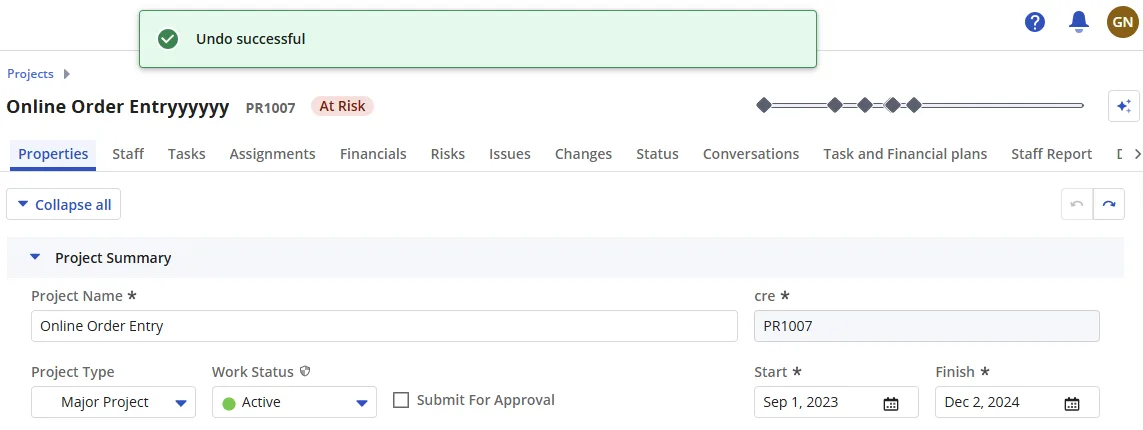 Undo successful
GN
Projects
Online Order Entryyyyyy PR1007 At Risk
Properties Staff Tasks Assignments Financials Risks Issues Changes Status Conversations Task and Financial plans Staff Report
Collapse all
Project Summary
Project Name * cre *
Online Order Entry PR1007
Project Type Work Status Start * Finish *
Major Project Active Submit For Approval Sep 1, 2023 Dec 2, 2024